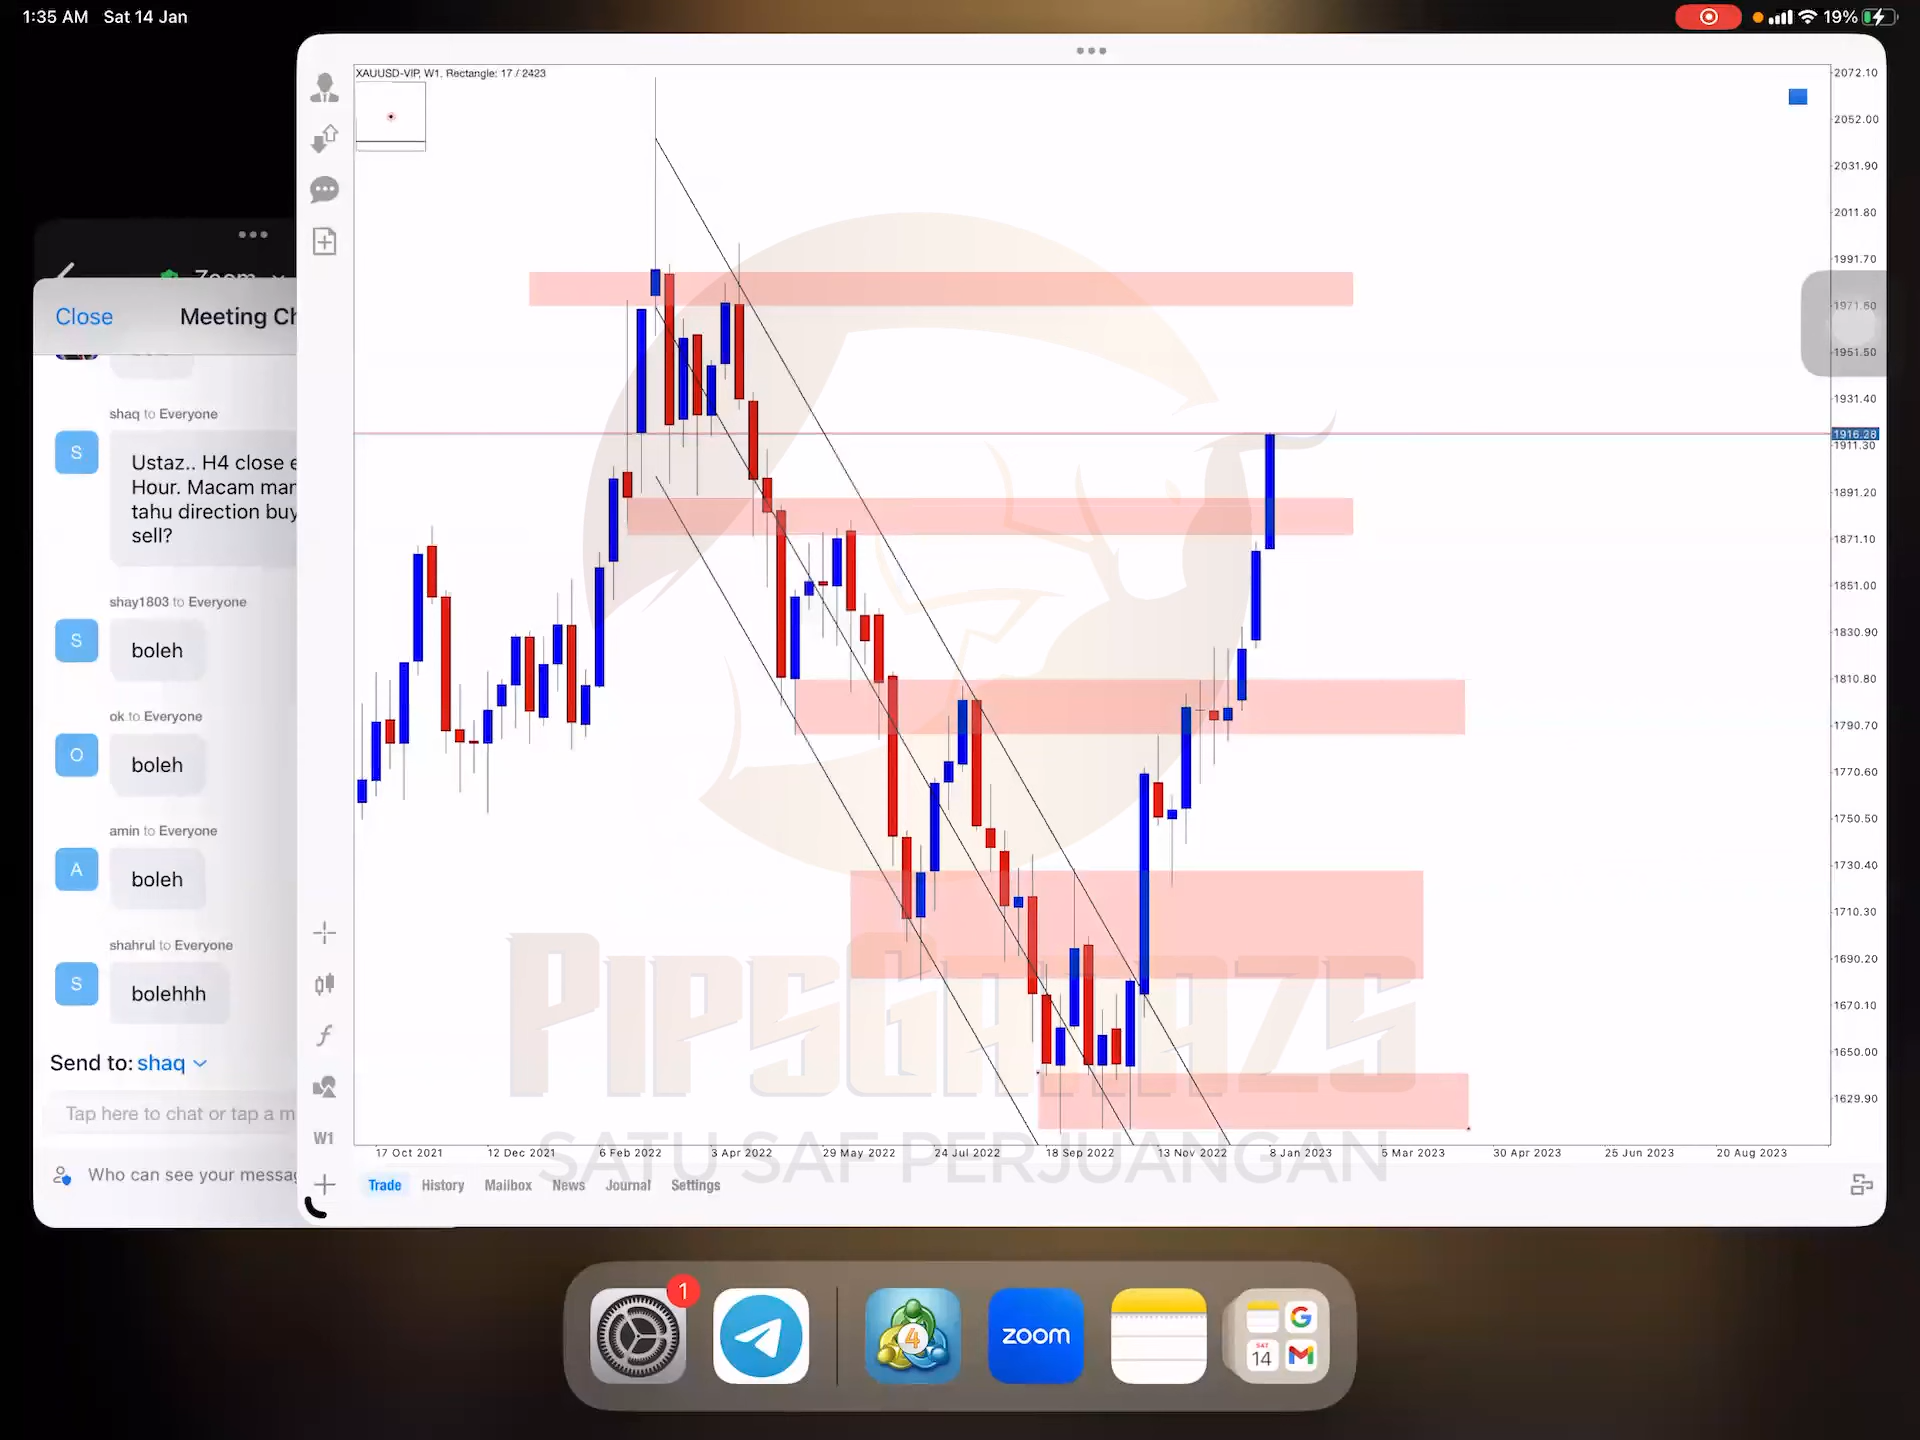 1:35 AM Sat 14 Jan
19%
XAUUSD-VIP, W1, Rectangle: 17 / 2423
2072.10
2052.00
2031.90
2011.80
1991.70
1971.60
1951.50
1931.40
1916.28
1911.30
1891.20
1871.10
1851.00
1830.90
1810.80
1790.70
1770.60
1750.50
1730.40
1710.30
1690.20
1670.10
1650.00
1629.90
Zoom
Close
Meeting Ch
shaq to Everyone
S
Ustaz.. H4 close e
Hour. Macam mar
tahu direction buy
sell?
shay1803 to Everyone
S
boleh
ok to Everyone
O
boleh
amin to Everyone
A
boleh
shahrul to Everyone
S
bolehhh
Send to: shaq
Tap here to chat or tap a m
Who can see your messag
W1
SATU SAF PERJUANGAN
17 Oct 2021 12 Dec 2021 6 Feb 2022 3 Apr 2022 29 May 2022 24 Jul 2022 18 Sep 2022 13 Nov 2022 8 Jan 2023 5 Mar 2023 30 Apr 2023 25 Jun 2023 20 Aug 2023
Trade History Mailbox News Journal Settings
1
4
zoom
SAT
14